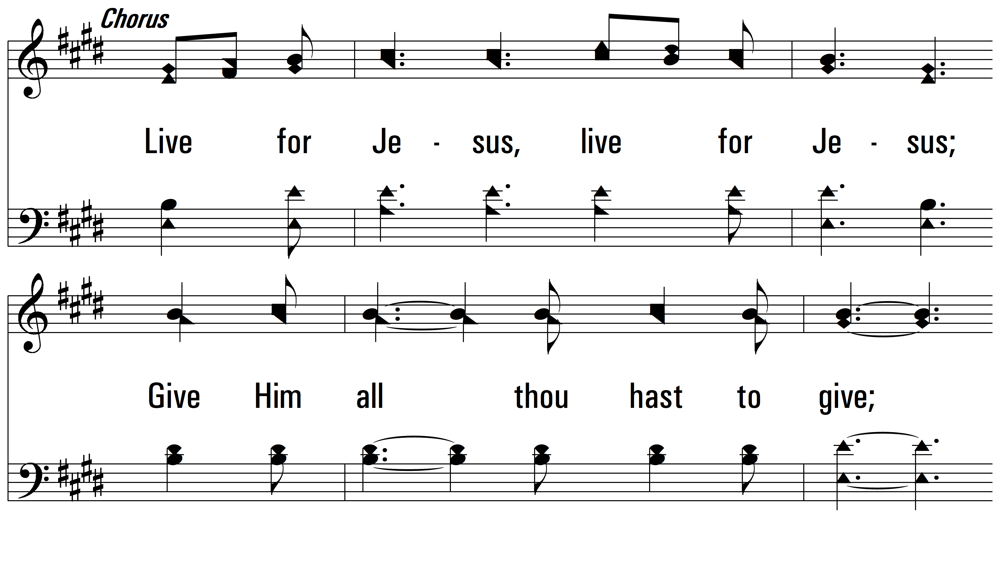 Chorus
Live for Je - sus, live for Je - sus;
Give Him all thou hast to give;